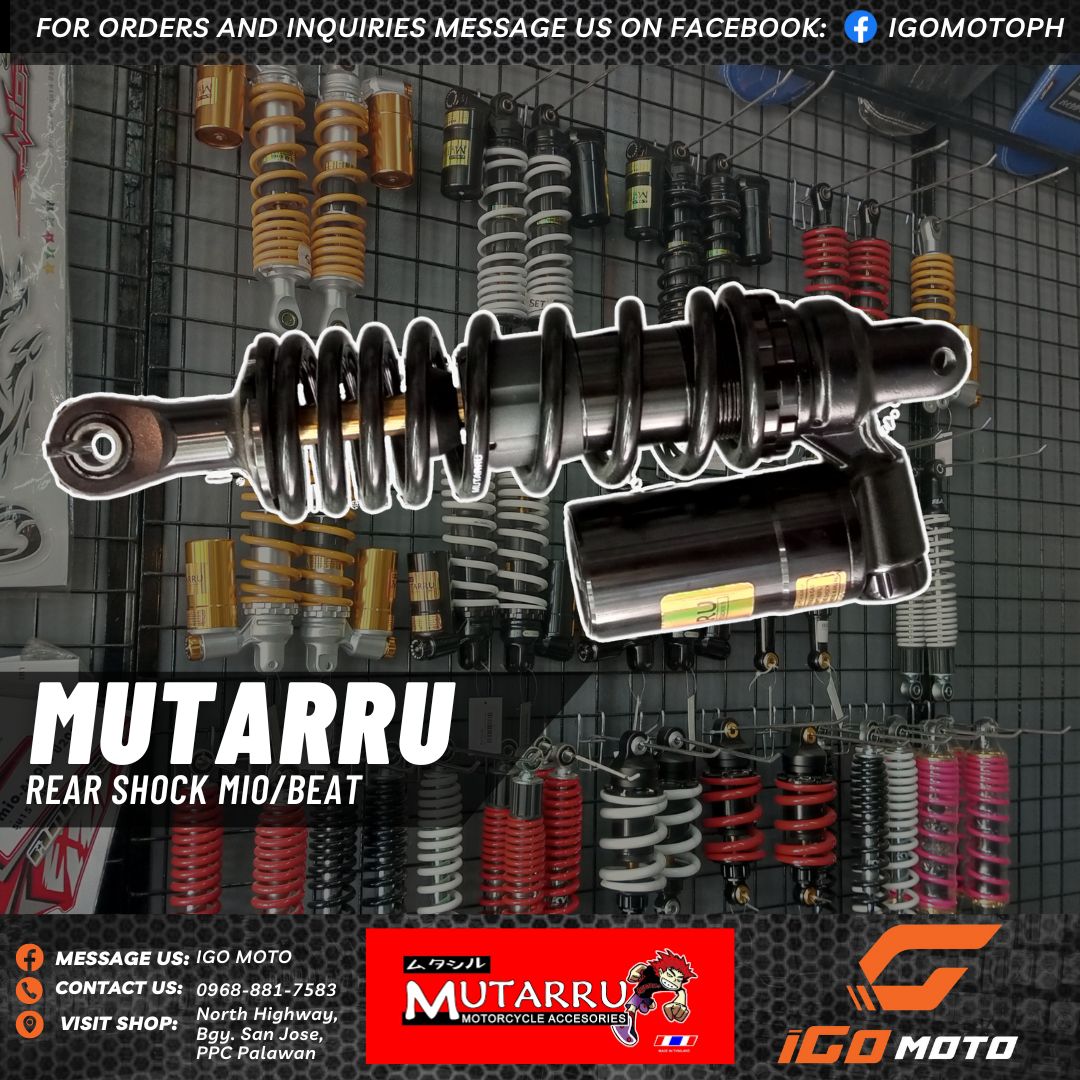 FOR ORDERS AND INQUIRIES MESSAGE US ON FACEBOOK: IGOMOTOPH
SET
MUTARRU
MUTARRU
REAR SHOCK MIO/BEAT
MESSAGE US: IGO MOTO
CONTACT US: 0968-881-7583
VISIT SHOP: North Highway,
Bgy. San Jose,
PPC Palawan
ムタシル
MUTARRU
MOTORCYCLE ACCESORIES
MADE IN THAILAND
iGO MOTO